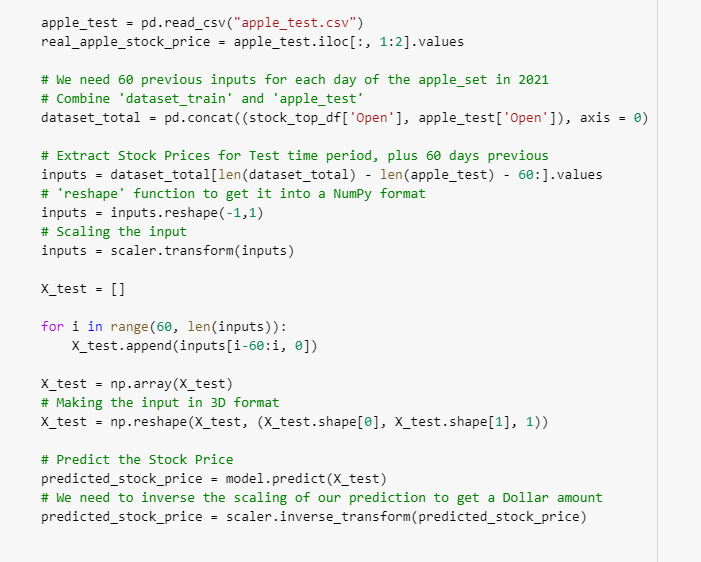 apple_test = pd.read_csv("apple_test.csv")
real_apple_stock_price = apple_test.iloc[:, 1:2].values
# We need 60 previous inputs for each day of the apple_set in 2021
# Combine 'dataset_train' and 'apple_test'
dataset_total = pd.concat((stock_top_df['Open'], apple_test['Open']), axis = 0)
# Extract Stock Prices for Test time period, plus 60 days previous
inputs = dataset_total[len(dataset_total) - len(apple_test) - 60:].values
# 'reshape' function to get it into a NumPy format
inputs = inputs.reshape(-1,1)
# Scaling the input
inputs = scaler.transform(inputs)
X_test = []
for i in range(60, len(inputs)):
    X_test.append(inputs[i-60:i, 0])
X_test = np.array(X_test)
# Making the input in 3D format
X_test = np.reshape(X_test, (X_test.shape[0], X_test.shape[1], 1))
# Predict the Stock Price
predicted_stock_price = model.predict(X_test)
# We need to inverse the scaling of our prediction to get a Dollar amount
predicted_stock_price = scaler.inverse_transform(predicted_stock_price)